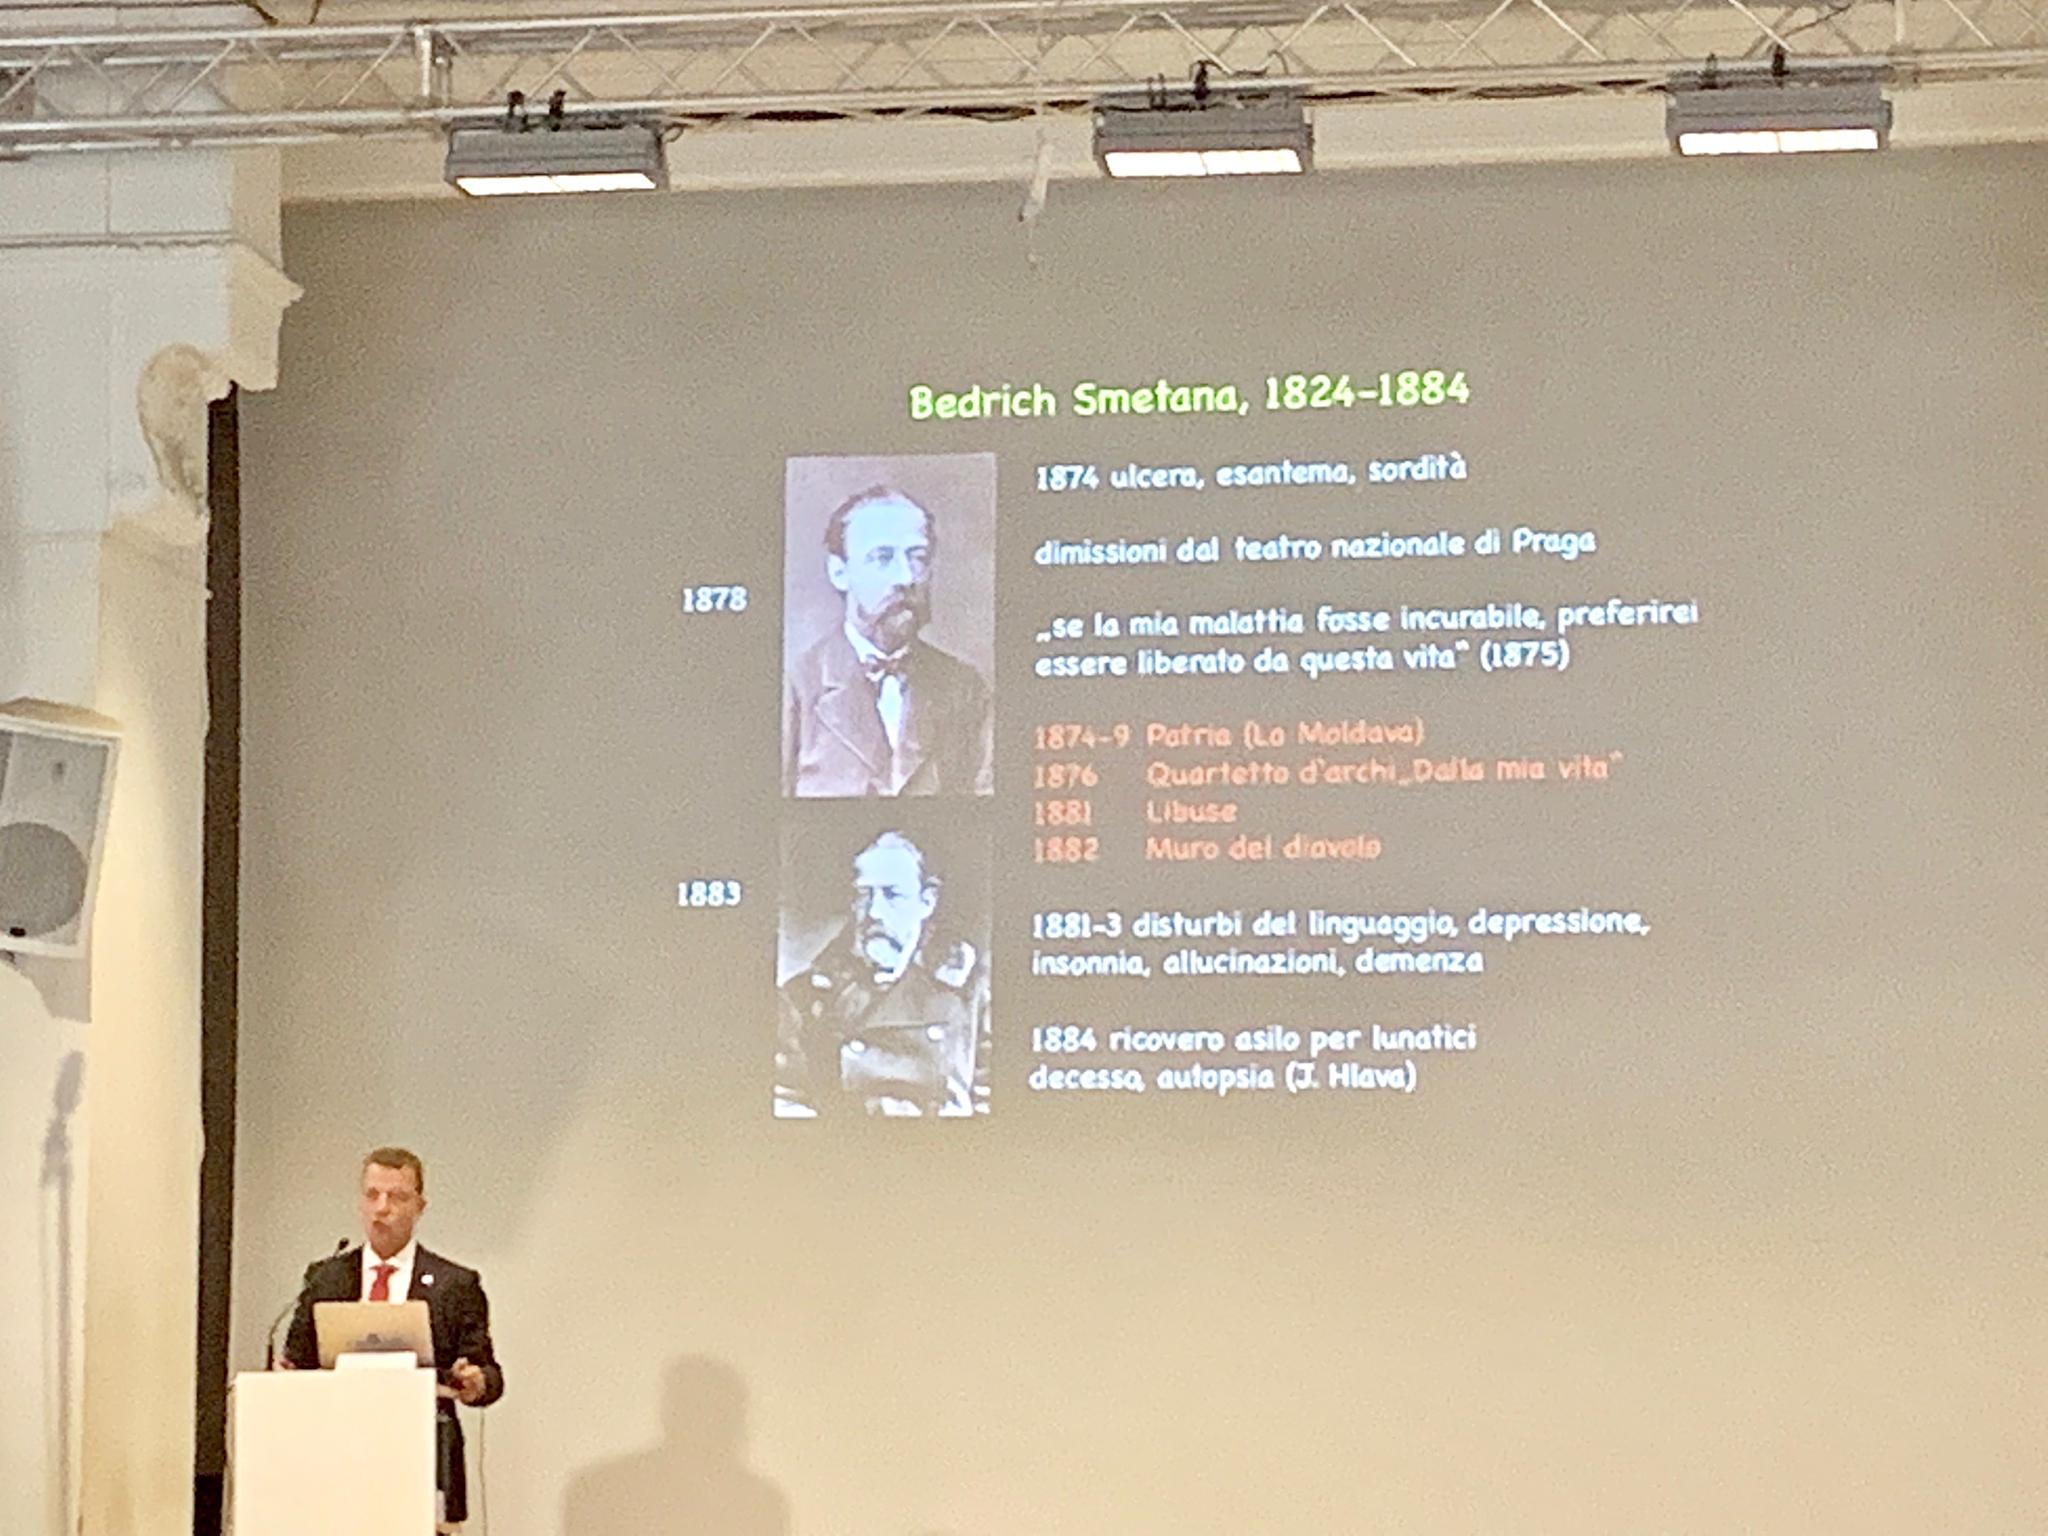 Bedrich Smetana, 1824-1884
1874 ulcera, esantema, sordità
dimissioni dal teatro nazionale di Praga
1878
„se la mia malattia fosse incurabile, preferirei
essere liberato da questa vita“ (1875)
1874-9 Patria (La Moldava)
1876 Quartetto d'archi„Dalla mia vita“
1881 Libuse
1882 Muro del diavolo
1883
1881-3 disturbi del linguaggio, depressione,
insonnia, allucinazioni, demenza
1884 ricovero asilo per lunatici
decesso, autopsia (J. Hlava)